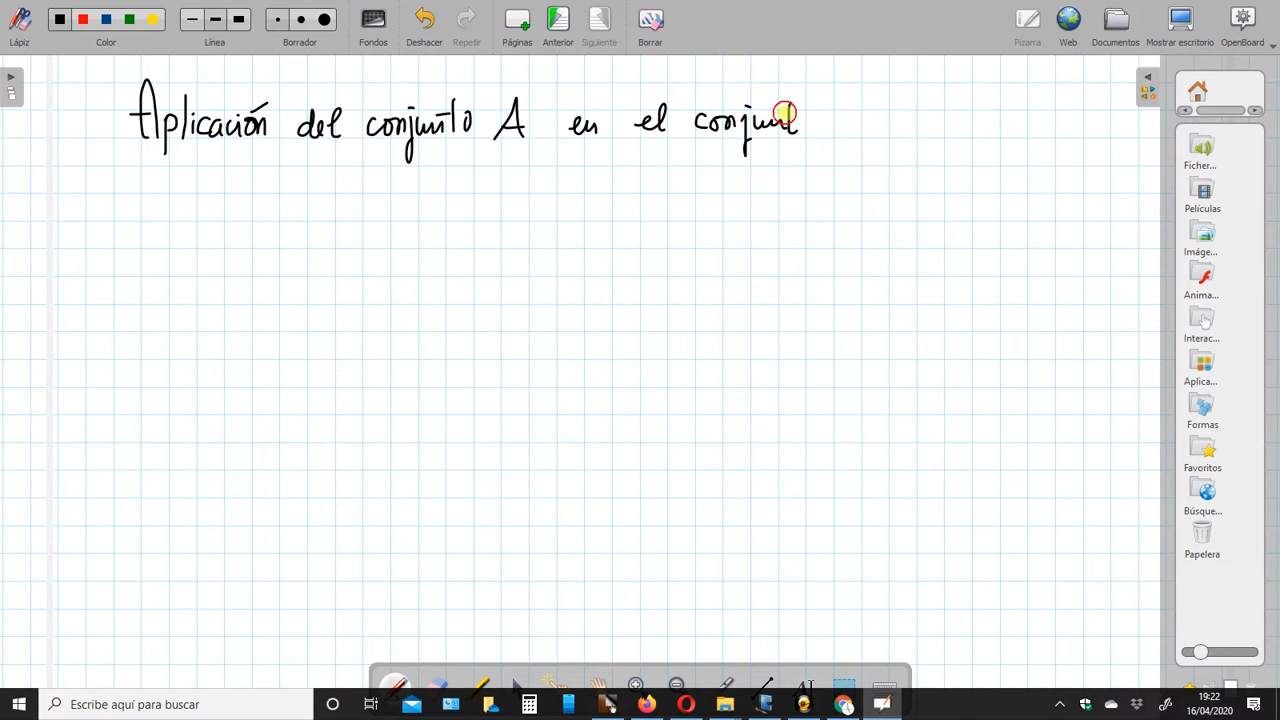 Lápiz Color Línea Borrador Fondos Deshacer Repetir Páginas Anterior Siguiente Borrar Pizarra Web Documentos Mostrar escritorio OpenBoard
Aplicación del conjunto A en el conjunt
Ficher...
Películas
Imáge...
Anima...
Interac...
Aplica...
Formas
Favoritos
Búsque...
Papelera
Escribe aquí para buscar
19:22
16/04/2020